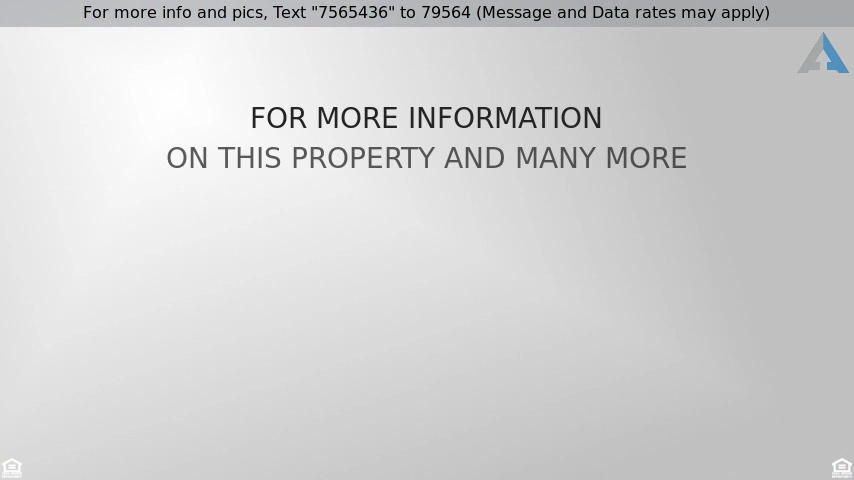 For more info and pics, Text "7565436" to 79564 (Message and Data rates may apply)
FOR MORE INFORMATION
ON THIS PROPERTY AND MANY MORE